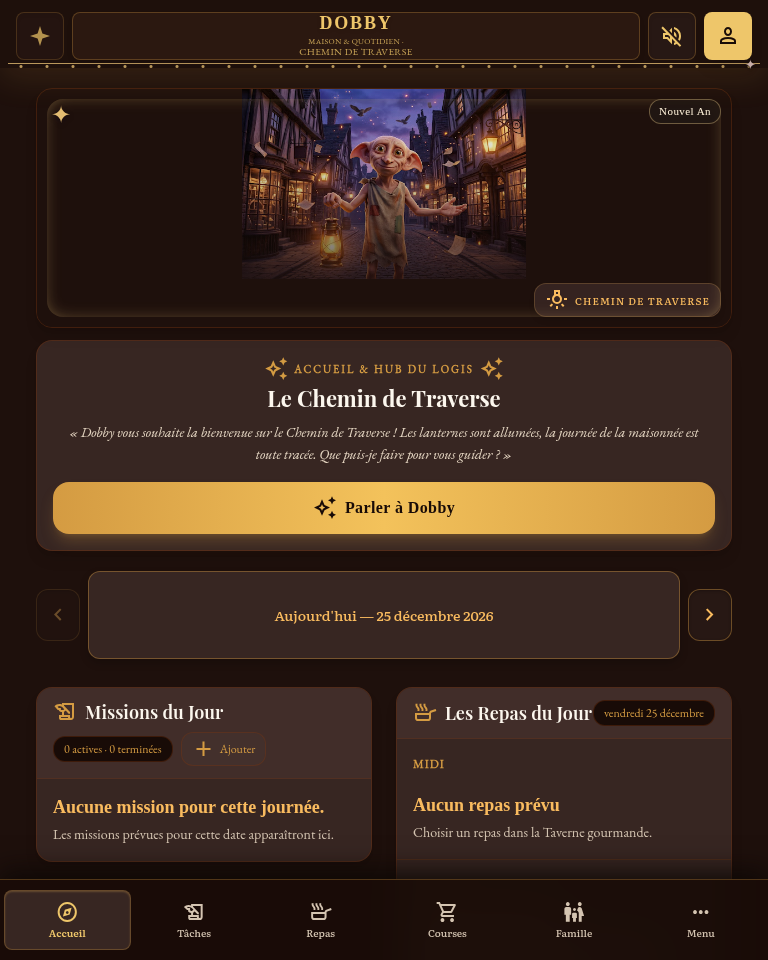 DOBBY
MAISON & QUOTIDIEN ·
CHEMIN DE TRAVERSE
Nouvel An
CHEMIN DE TRAVERSE
ACCUEIL & HUB DU LOGIS
Le Chemin de Traverse
« Dobby vous souhaite la bienvenue sur le Chemin de Traverse ! Les lanternes sont allumées, la journée de la maisonnée est
toute tracée. Que puis-je faire pour vous guider ? »
Parler à Dobby
Aujourd'hui — 25 décembre 2026
Missions du Jour
0 actives · 0 terminées
Ajouter
Aucune mission pour cette journée.
Les missions prévues pour cette date apparaîtront ici.
Les Repas du Jour
vendredi 25 décembre
MIDI
Aucun repas prévu
Choisir un repas dans la Taverne gourmande.
Accueil
Tâches
Repas
Courses
Famille
Menu